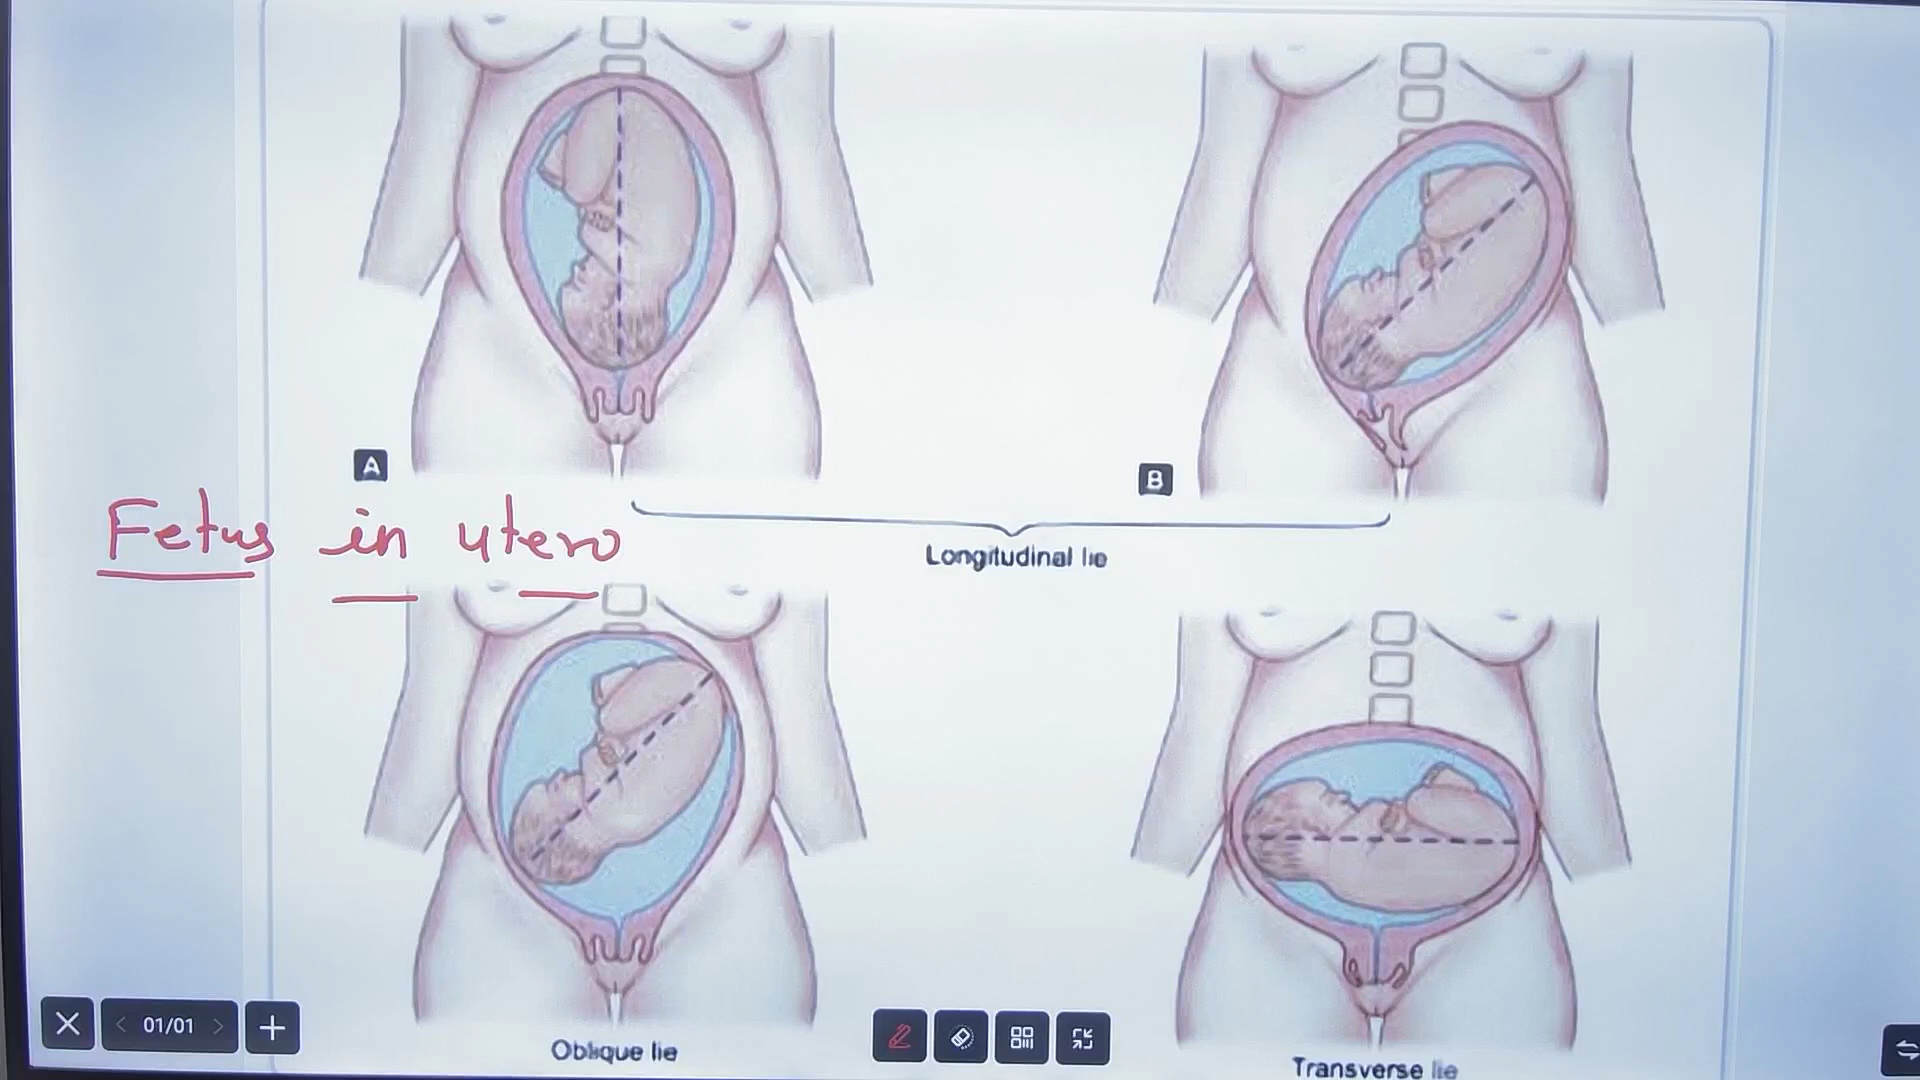 A
B
Fetus in utero
Longitudinal lie
Oblique lie
Transverse lie
01/01